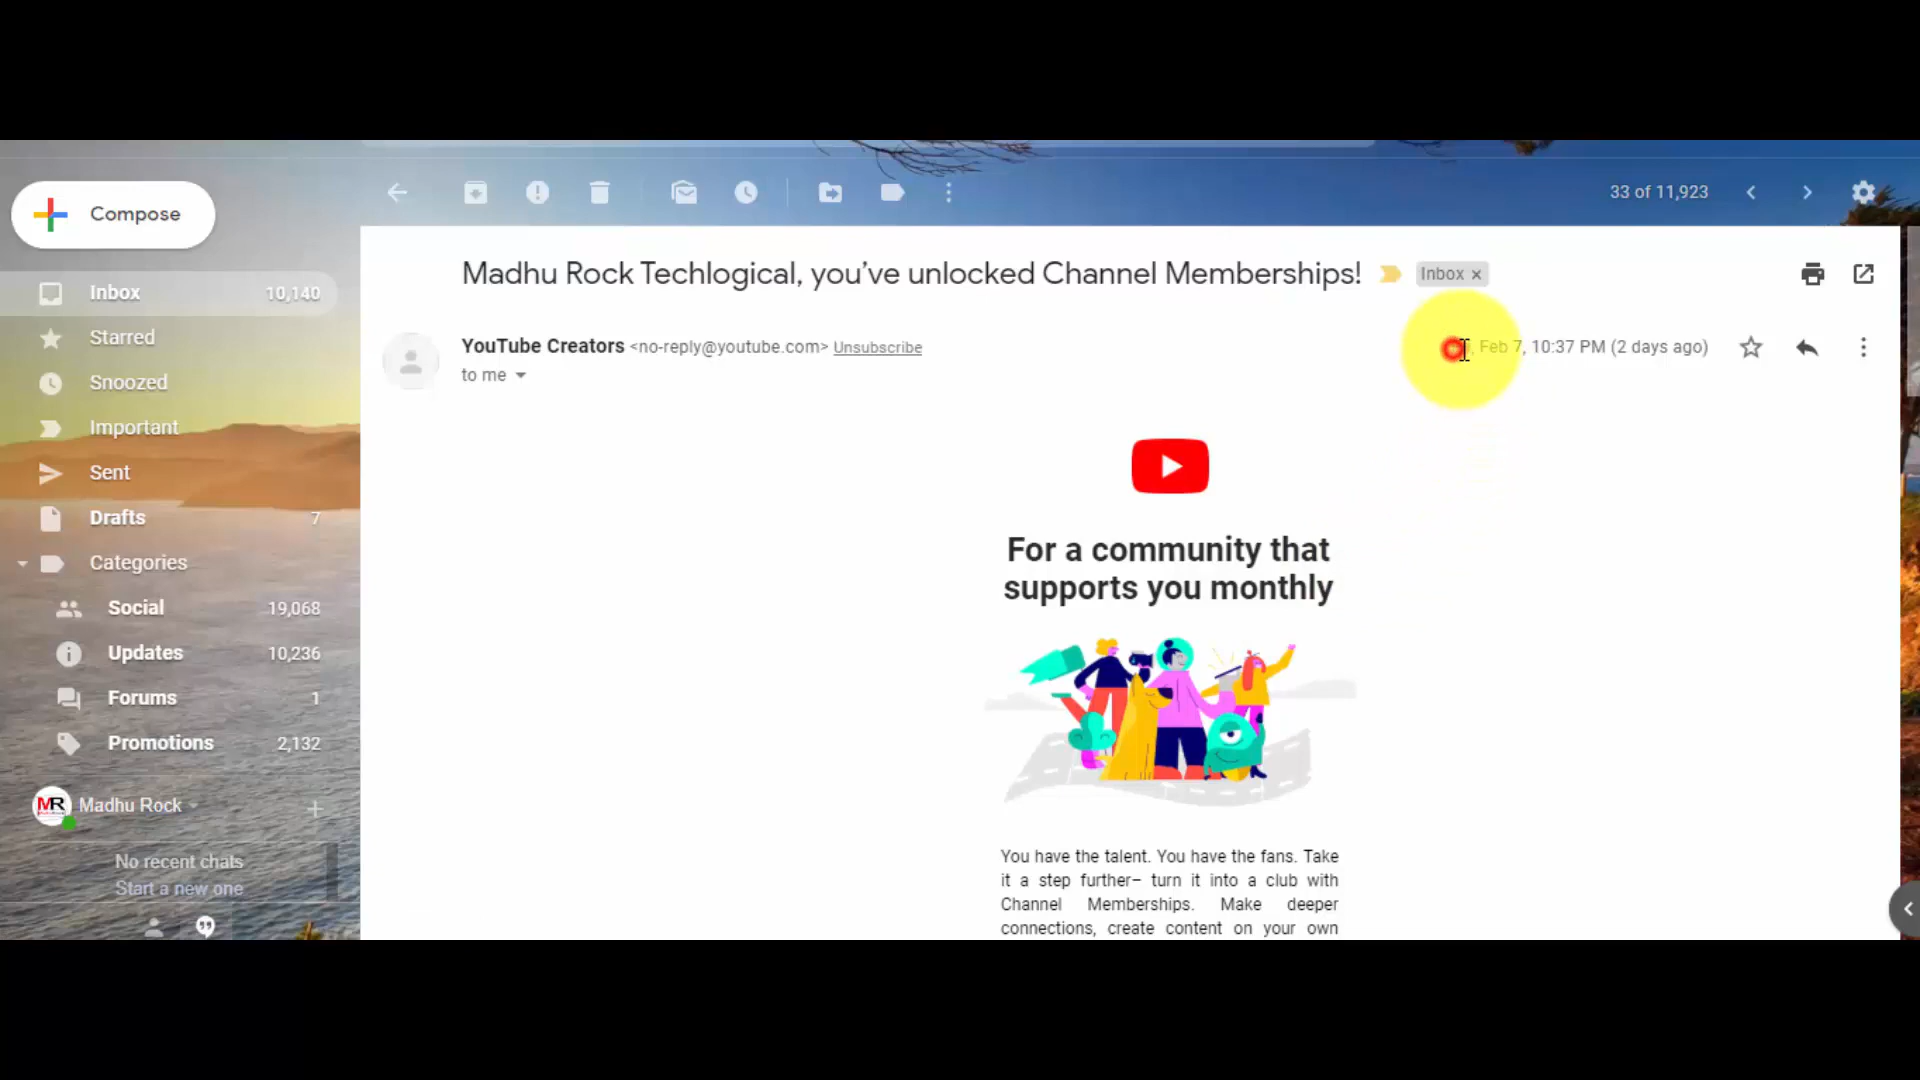 Compose
33 of 11,923
Inbox 10,140
Starred
Snoozed
Important
Sent
Drafts 7
Categories
Social 19,068
Updates 10,236
Forums 1
Promotions 2,132
MR Madhu Rock
No recent chats
Start a new one
Madhu Rock Techlogical, you’ve unlocked Channel Memberships! Inbox ×
YouTube Creators <no-reply@youtube.com> Unsubscribe
, Feb 7, 10:37 PM (2 days ago)
to me
For a community that
supports you monthly
You have the talent. You have the fans. Take
it a step further– turn it into a club with
Channel Memberships. Make deeper
connections, create content on your own